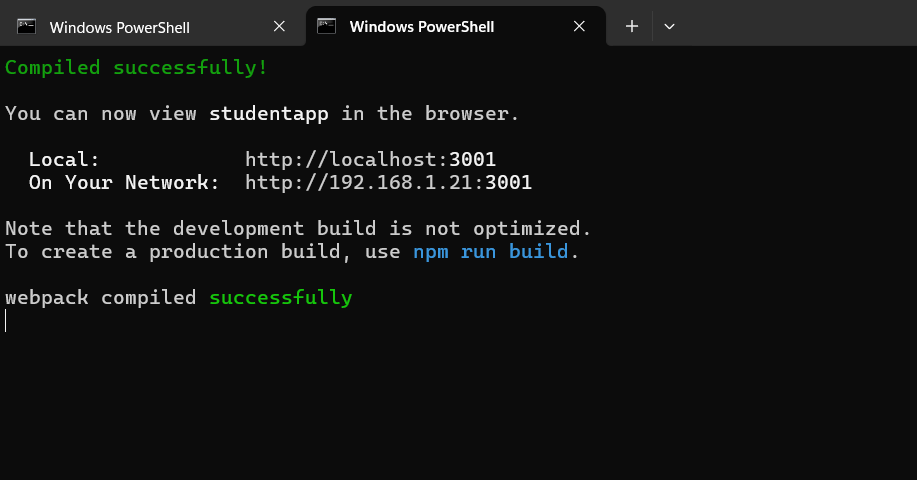 Windows PowerShell
Windows PowerShell
Compiled successfully!
You can now view studentapp in the browser.
Local: http://localhost:3001
On Your Network: http://192.168.1.21:3001
Note that the development build is not optimized.
To create a production build, use npm run build.
webpack compiled successfully